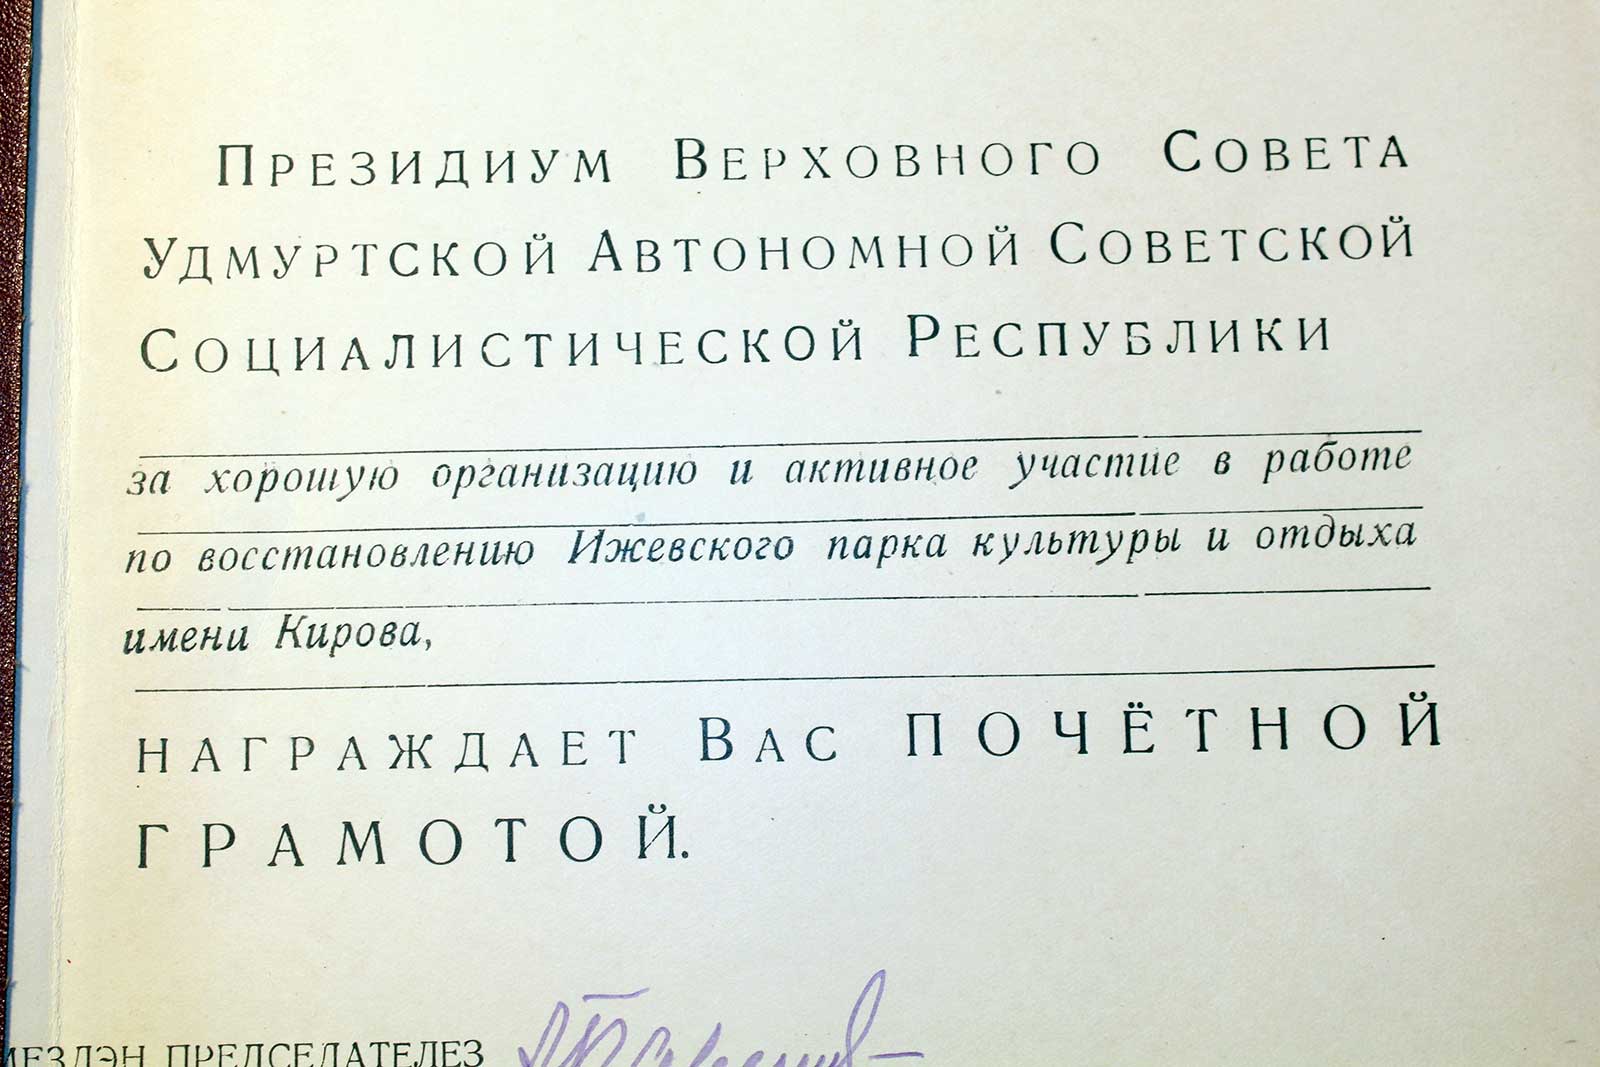 Президиум Верховного Совета
Удмуртской Автономной Советской
Социалистической Республики
за хорошую организацию и активное участие в работе
по восстановлению Ижевского парка культуры и отдыха
имени Кирова,
НАГРАЖДАЕТ ВАС ПОЧЁТНОЙ
ГРАМОТОЙ.
ПРЕДСЕДАТЕЛЕЗ